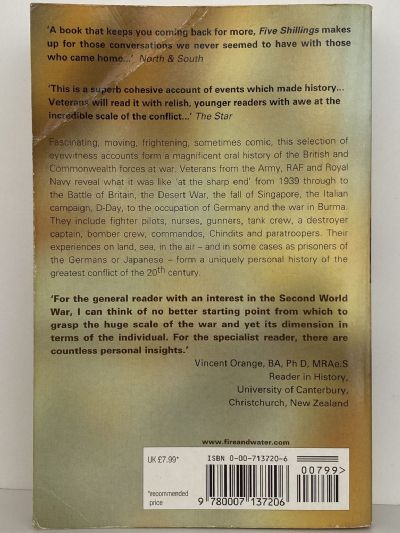 'A book that keeps you coming back for more, Five Shillings makes
up for those conversations we never seemed to have with those
who came home...' North & South
'This is a superb cohesive account of events which made history...
Veterans will read it with relish, younger readers with awe at the
incredible scale of the conflict...' The Star
Fascinating, moving, frightening, sometimes comic, this selection of
eyewitness accounts form a magnificent oral history of the British and
Commonwealth forces at war. Veterans from the Army, RAF and Royal
Navy reveal what it was like 'at the sharp end' from 1939 through to
the Battle of Britain, the Desert War, the fall of Singapore, the Italian
campaign, D-Day, to the occupation of Germany and the war in Burma.
They include fighter pilots, nurses, gunners, tank crew, a destroyer
captain, bomber crew, commandos, Chindits and paratroopers. Their
experiences on land, sea, in the air – and in some cases as prisoners of
the Germans or Japanese – form a uniquely personal history of the
greatest conflict of the 20th century.
'For the general reader with an interest in the Second World
War, I can think of no better starting point from which to
grasp the huge scale of the war and yet its dimension in
terms of the individual. For the specialist reader, there are
countless personal insights.'
Vincent Orange, BA, Ph D, MRAe.S
Reader in History,
University of Canterbury,
Christchurch, New Zealand
www.fireandwater.com
UK £7.99*
ISBN 0-00-713720-6
00799>
*recommended
price
9 780007 137206